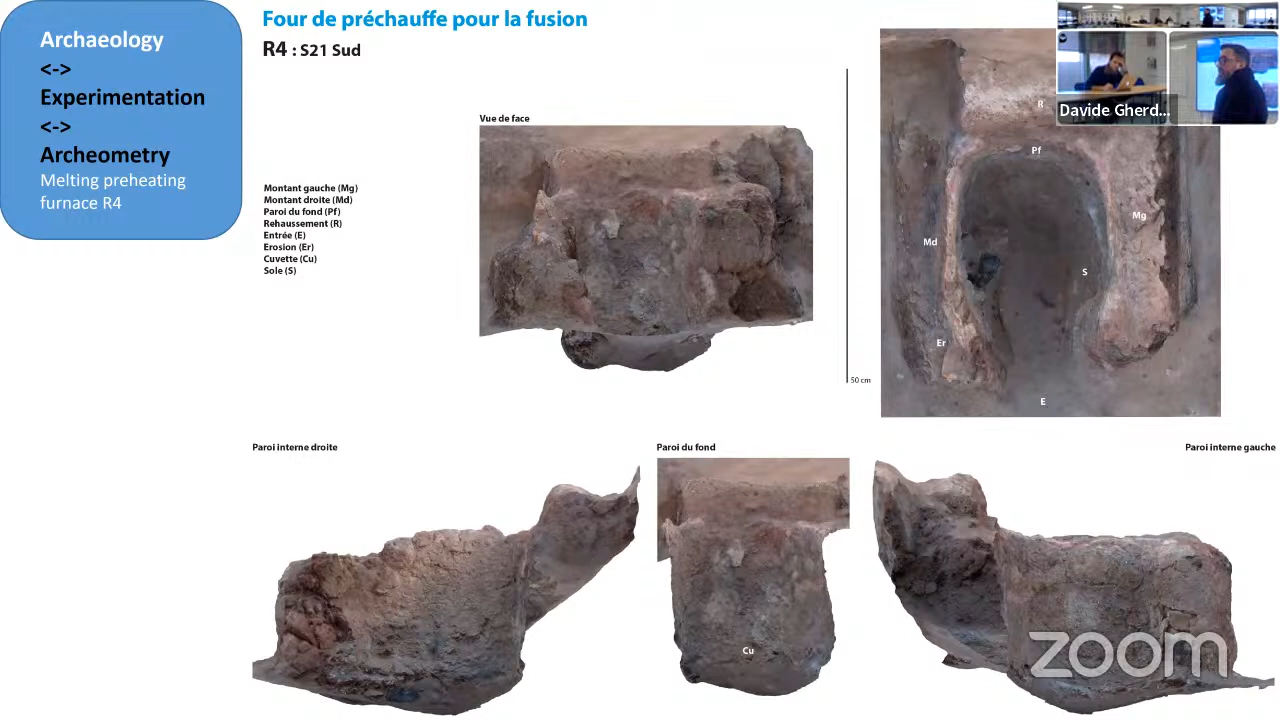 Archaeology
<->
Experimentation
<->
Archeometry
Melting preheating
furnace R4
Four de préchauffe pour la fusion
R4 : S21 Sud
Vue de face
Montant gauche (Mg)
Montant droite (Md)
Paroi du fond (Pf)
Rehaussement (R)
Entrée (E)
Erosion (Er)
Cuvette (Cu)
Sole (S)
50 cm
R
Pf
Mg
Md
S
Er
E
Davide Gherd...
Paroi interne droite
Paroi du fond
Paroi interne gauche
Cu
zoom